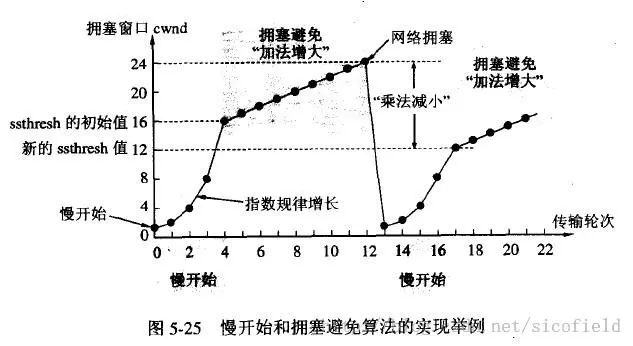 拥塞窗口 cwnd
拥塞避免
“加法增大”
网络拥塞
拥塞避免
“加法增大”
24
20
ssthresh 的初始值 16
“乘法减小”
新的 ssthresh 值 12
8
4
指数规律增长
慢开始
0
传输轮次
0 2 4 6 8 10 12 14 16 18 20 22
慢开始
慢开始
图 5-25 慢开始和拥塞避免算法的实现举例
net/sicofield